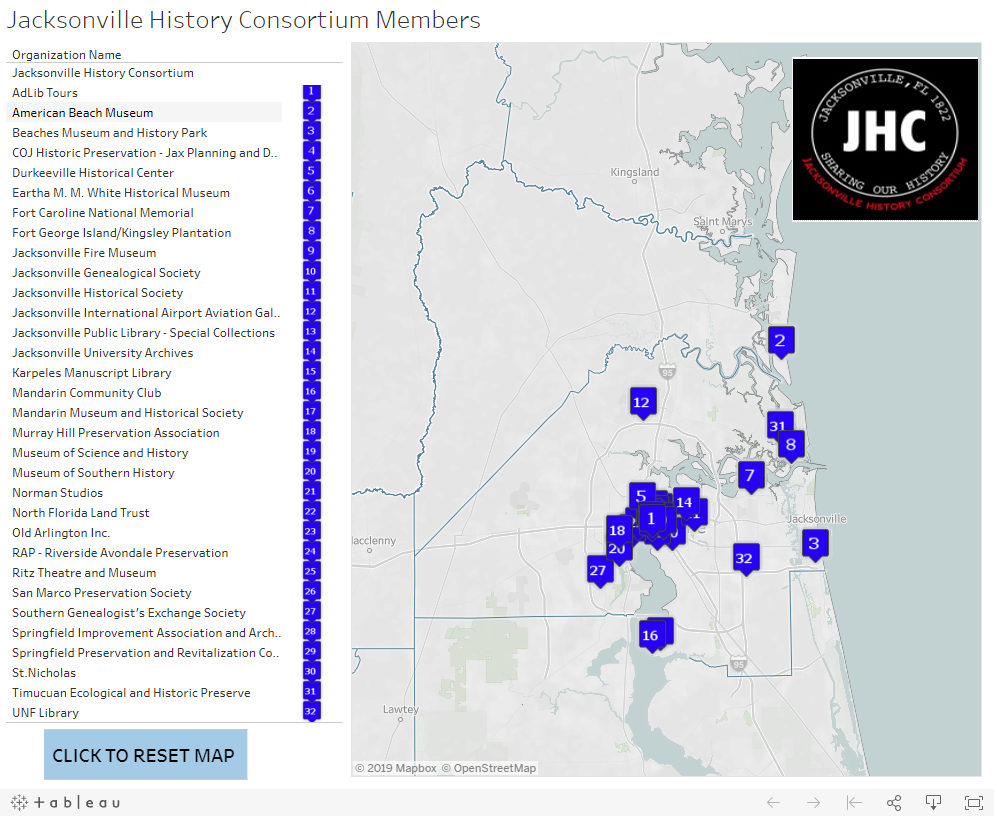 Jacksonville History Consortium Members
Organization Name
Jacksonville History Consortium
AdLib Tours 1
American Beach Museum 2
Beaches Museum and History Park 3
COJ Historic Preservation - Jax Planning and D.. 4
Durkeeville Historical Center 5
Eartha M. M. White Historical Museum 6
Fort Caroline National Memorial 7
Fort George Island/Kingsley Plantation 8
Jacksonville Fire Museum 9
Jacksonville Genealogical Society 10
Jacksonville Historical Society 11
Jacksonville International Airport Aviation Gal.. 12
Jacksonville Public Library - Special Collections 13
Jacksonville University Archives 14
Karpeles Manuscript Library 15
Mandarin Community Club 16
Mandarin Museum and Historical Society 17
Murray Hill Preservation Association 18
Museum of Science and History 19
Museum of Southern History 20
Norman Studios 21
North Florida Land Trust 22
Old Arlington Inc. 23
RAP - Riverside Avondale Preservation 24
Ritz Theatre and Museum 25
San Marco Preservation Society 26
Southern Genealogist's Exchange Society 27
Springfield Improvement Association and Arch.. 28
Springfield Preservation and Revitalization Co.. 29
St.Nicholas 30
Timucuan Ecological and Historic Preserve 31
UNF Library 32
CLICK TO RESET MAP
JACKSONVILLE, FL 1822
JHC
SHARING OUR HISTORY
JACKSONVILLE HISTORY CONSORTIUM
Kingsland
Saint Marys
2
95
12
31
8
7
5
14
1
18
20
27
Jacksonville
3
32
16
95
Macclenny
Lawtey
© 2019 Mapbox © OpenStreetMap
+ a b l e a u